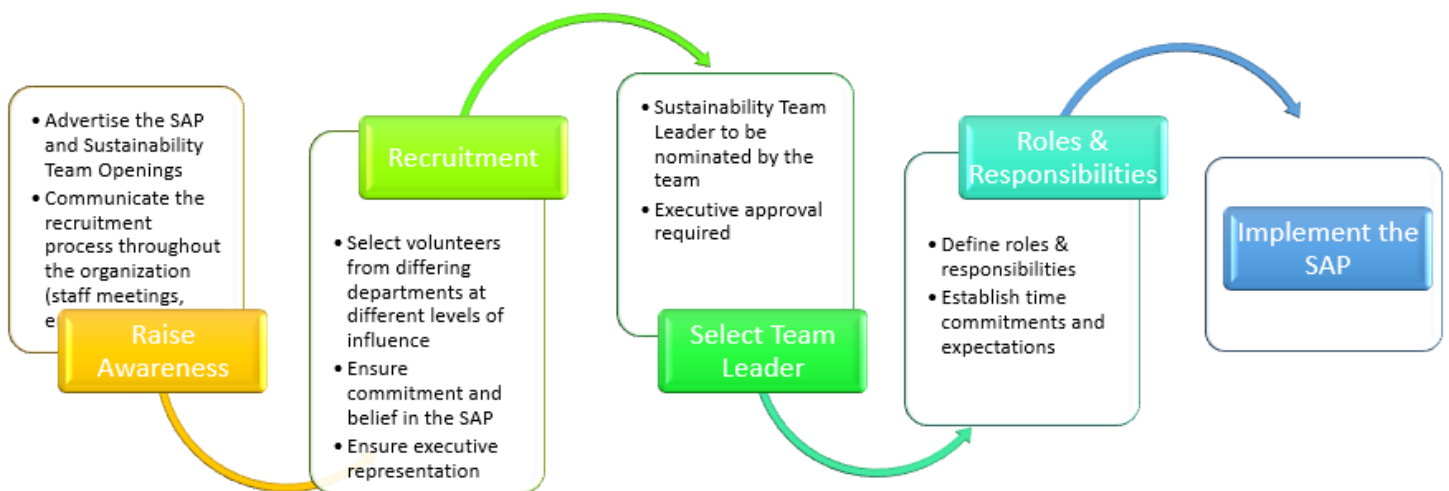 • Advertise the SAP
and Sustainability
Team Openings
• Communicate the
recruitment
process throughout
the organization
(staff meetings,
Raise
Awareness
Recruitment
• Select volunteers
from differing
departments at
different levels of
influence
• Ensure
commitment and
belief in the SAP
• Ensure executive
representation
• Sustainability Team
Leader to be
nominated by the
team
• Executive approval
required
Select Team
Leader
Roles &
Responsibilities
• Define roles &
responsibilities
• Establish time
commitments and
expectations
Implement the
SAP